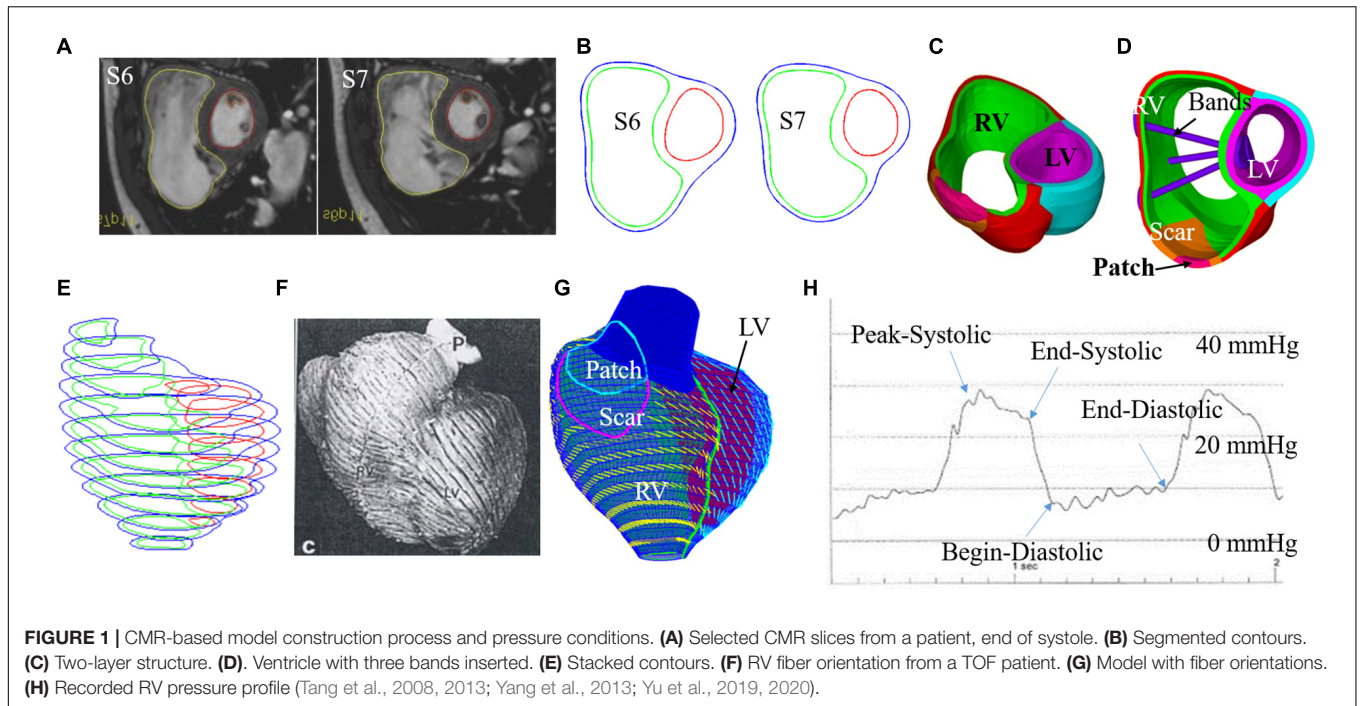 A
B
C
D
S6
S7
s7p11
s6p11
S6
S7
RV
LV
RV
Bands
LV
Scar
Patch
E
F
G
H
P
RV
LV
C
LV
Patch
Scar
RV
Peak-Systolic
End-Systolic
End-Diastolic
Begin-Diastolic
40 mmHg
20 mmHg
0 mmHg
1 sec
2
FIGURE 1 | CMR-based model construction process and pressure conditions. (A) Selected CMR slices from a patient, end of systole. (B) Segmented contours.
(C) Two-layer structure. (D). Ventricle with three bands inserted. (E) Stacked contours. (F) RV fiber orientation from a TOF patient. (G) Model with fiber orientations.
(H) Recorded RV pressure profile (Tang et al., 2008, 2013; Yang et al., 2013; Yu et al., 2019, 2020).